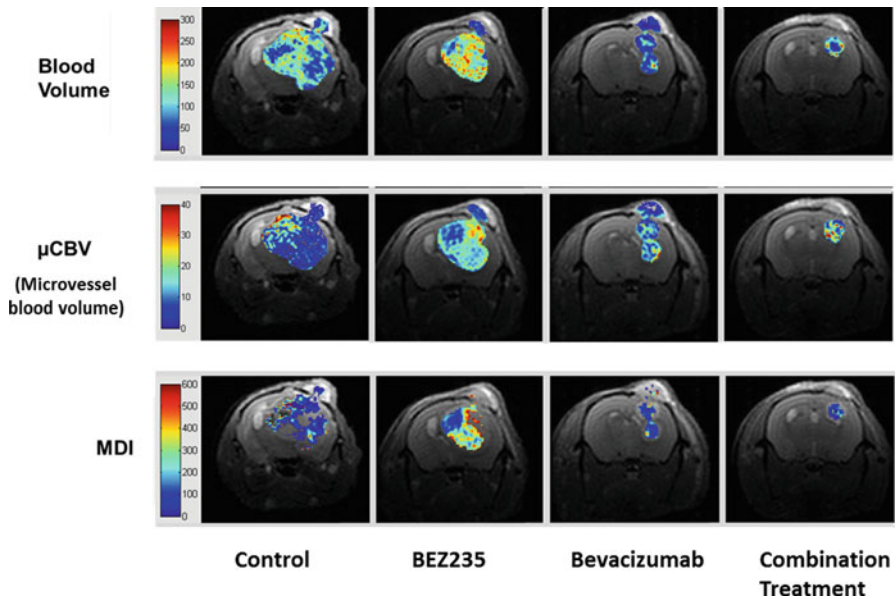 Blood
Volume
300
250
200
150
100
50
0
µCBV
(Microvessel
blood volume)
40
30
20
10
0
MDI
600
500
400
300
200
100
0
Control
BEZ235
Bevacizumab
Combination
Treatment